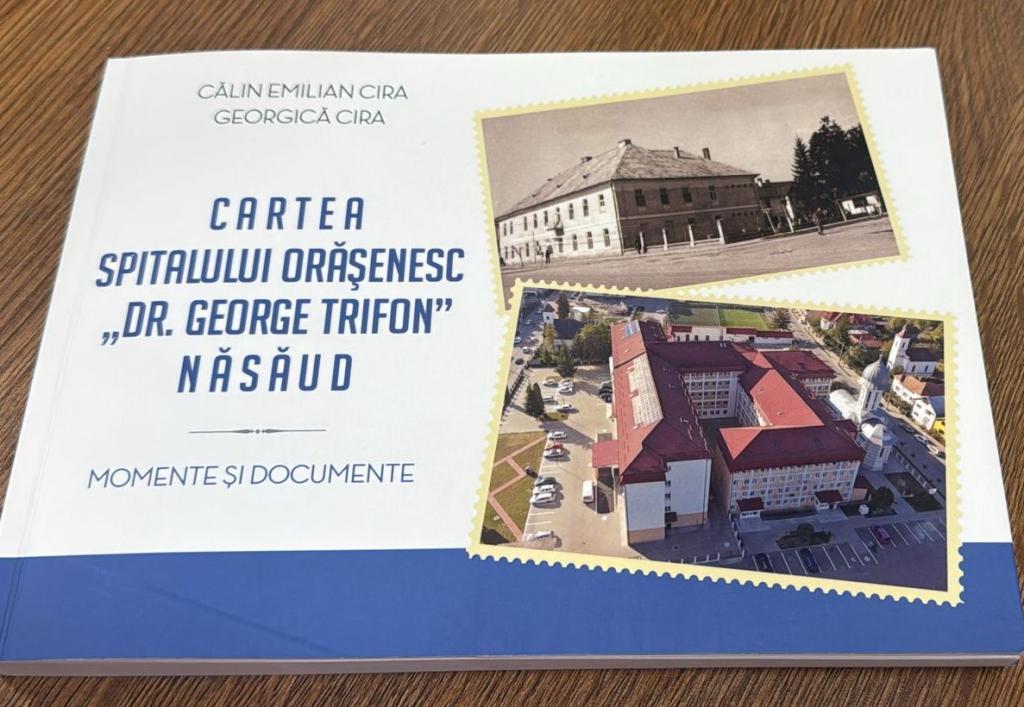 CĂLIN EMILIAN CIRA
GEORGICĂ CIRA
CARTEA
SPITALULUI ORĂŞENESC
„DR. GEORGE TRIFON”
NĂSĂUD
MOMENTE ŞI DOCUMENTE